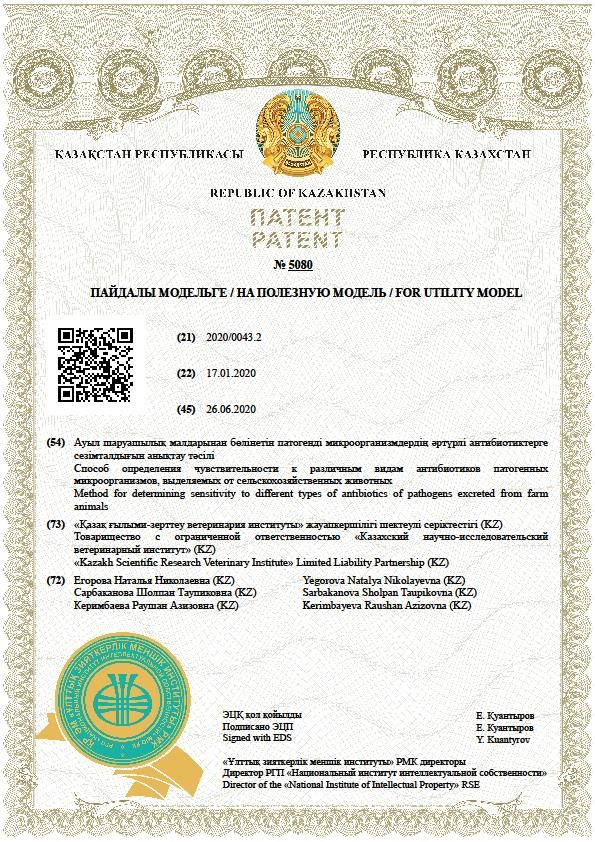 ҚАЗАҚСТАН РЕСПУБЛИКАСЫ
РЕСПУБЛИКА КАЗАХСТАН
REPUBLIC OF KAZAKHSTAN
ПАТЕНТ
PATENT
№ 5080
ПАЙДАЛЫ МОДЕЛЬГЕ / НА ПОЛЕЗНУЮ МОДЕЛЬ / FOR UTILITY MODEL
(21) 2020/0043.2
(22) 17.01.2020
(45) 26.06.2020
(54) Ауыл шаруашылық малдарынан бөлінетін патогенді микроорганизмдердің әртүрлі антибиотиктерге
сезімталдығын анықтау тәсілі
Способ определения чувствительности к различным видам антибиотиков патогенных
микроорганизмов, выделяемых от сельскохозяйственных животных
Method for determining sensitivity to different types of antibiotics of pathogens excreted from farm
animals
(73) «Қазақ ғылыми-зерттеу ветеринария институты» жауапкершілігі шектеулі серіктестігі (KZ)
Товарищество с ограниченной ответственностью «Казахский научно-исследовательский
ветеринарный институт» (KZ)
«Kazakh Scientific Research Veterinary Institute» Limited Liability Partnership (KZ)
(72) Егорова Наталья Николаевна (KZ) Yegorova Natalya Nikolayevna (KZ)
Сарбаканова Шолпан Таупиковна (KZ) Sarbakanova Sholpan Taupikovna (KZ)
Керимбаева Раушан Азизовна (KZ) Kerimbayeva Raushan Azizovna (KZ)
ЭЦҚ қол қойылды Е. Қуантыров
Подписано ЭЦП Е. Куантыров
Signed with EDS Y. Kuantyrov
«Ұлттық зияткерлік меншік институты» РМК директоры
Директор РГП «Национальный институт интеллектуальной собственности»
Director of the «National Institute of Intellectual Property» RSE